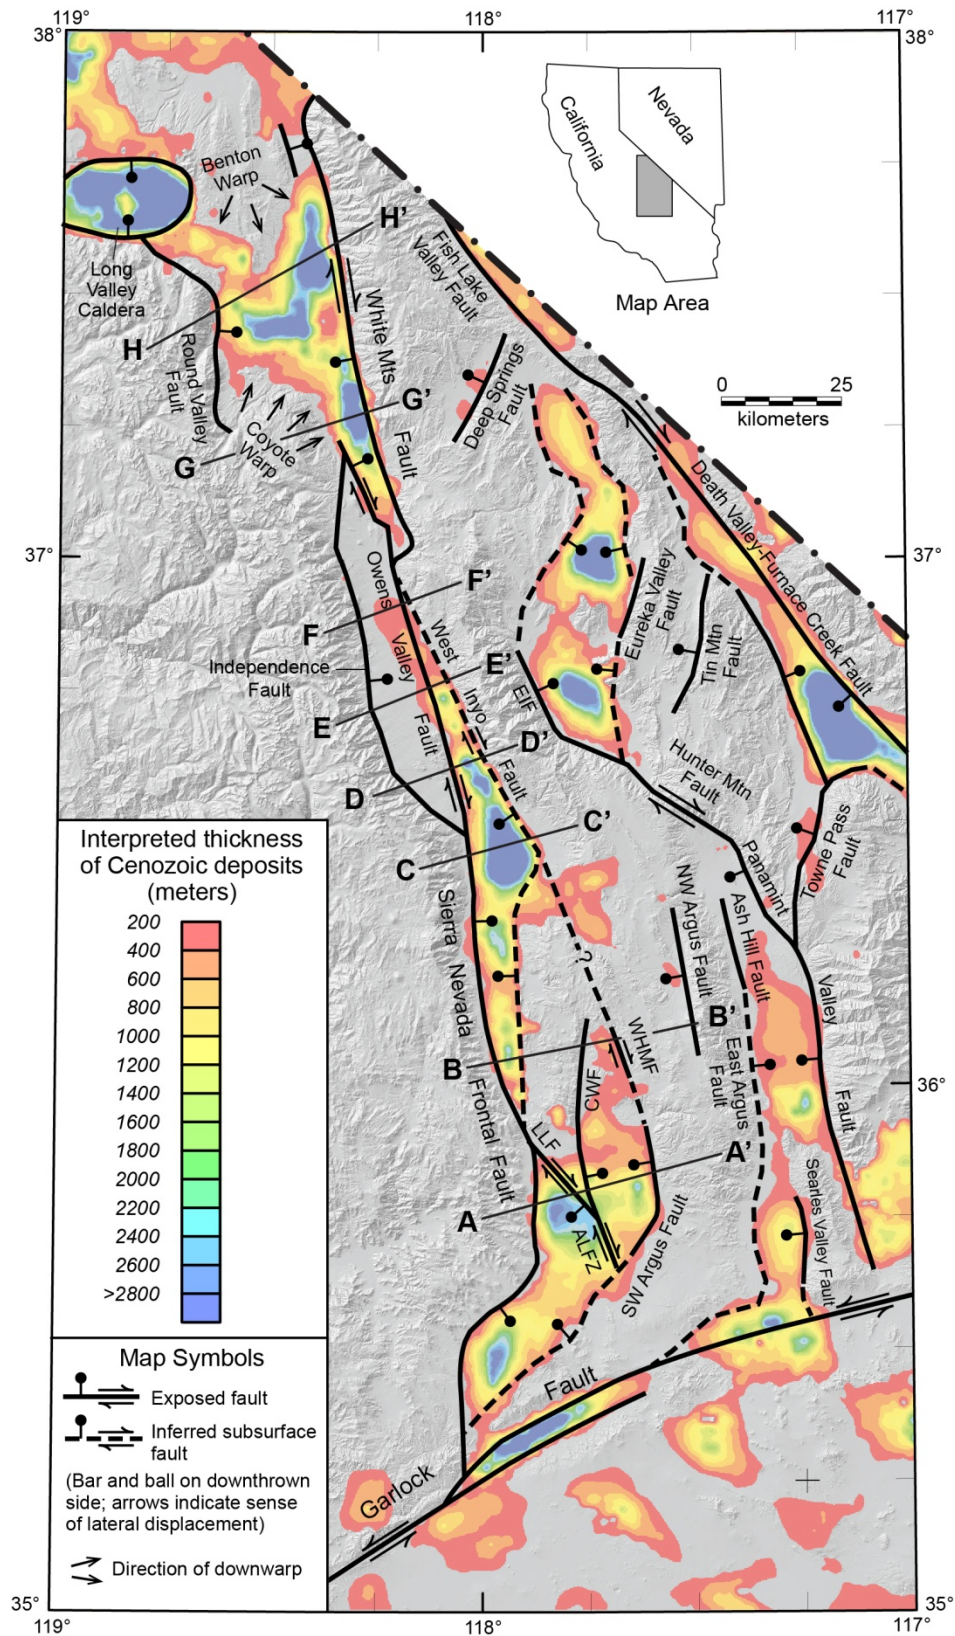 119°
118°
117°
38°
38°
California
Nevada
Map Area
Benton
Warp
H'
Fish Lake
Valley Fault
Long
Valley
Caldera
H
White Mts
Fault
Round Valley
Fault
Deep Springs
Fault
0
25
kilometers
G'
Coyote
Warp
G
Death Valley-Furnace Creek Fault
37°
37°
Owens
Valley
Fault
F'
F
West
Inyo
Fault
Eureka Valley
Fault
Tin Mtn
Fault
Independence
Fault
E'
E
EIF
D'
D
Hunter Mtn
Fault
C'
C
Towne Pass
Fault
Panamint
Valley
Fault
Sierra
Nevada
Frontal
Fault
NW Argus Fault
Ash Hill Fault
?
B'
B
WHMF
CWF
East Argus
Fault
36°
LLF
A'
A
ALFZ
SW Argus Fault
Searles Valley Fault
Fault
Garlock
Interpreted thickness
of Cenozoic deposits
(meters)
200
400
600
800
1000
1200
1400
1600
1800
2000
2200
2400
2600
>2800
Map Symbols
Exposed fault
Inferred subsurface
fault
(Bar and ball on downthrown
side; arrows indicate sense
of lateral displacement)
Direction of downwarp
35°
35°
119°
118°
117°